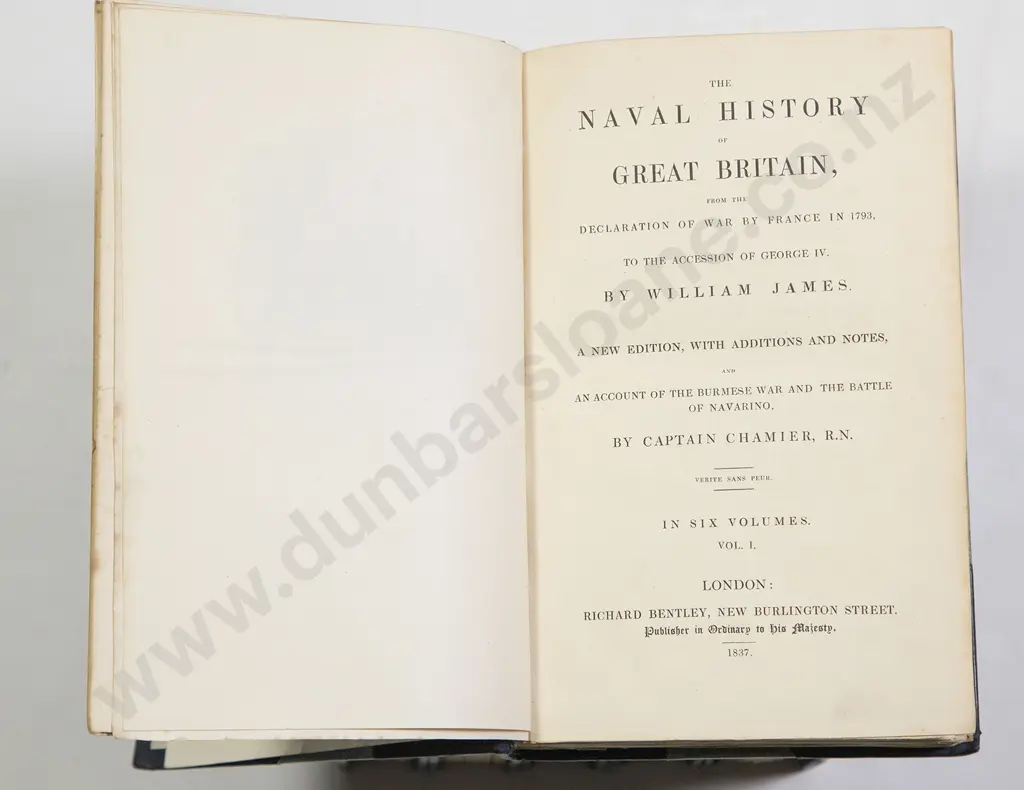 THE
NAVAL HISTORY
OF
GREAT BRITAIN,
FROM THE
DECLARATION OF WAR BY FRANCE IN 1793,
TO THE ACCESSION OF GEORGE IV.
BY WILLIAM JAMES.
A NEW EDITION, WITH ADDITIONS AND NOTES,
AND
AN ACCOUNT OF THE BURMESE WAR AND THE BATTLE
OF NAVARINO.
BY CAPTAIN CHAMIER, R.N.
VERITE SANS PEUR.
IN SIX VOLUMES.
VOL. I.
LONDON:
RICHARD BENTLEY, NEW BURLINGTON STREET.
Publisher in Ordinary to His Majesty.
1837.
www.dunbarsloane.co.nz